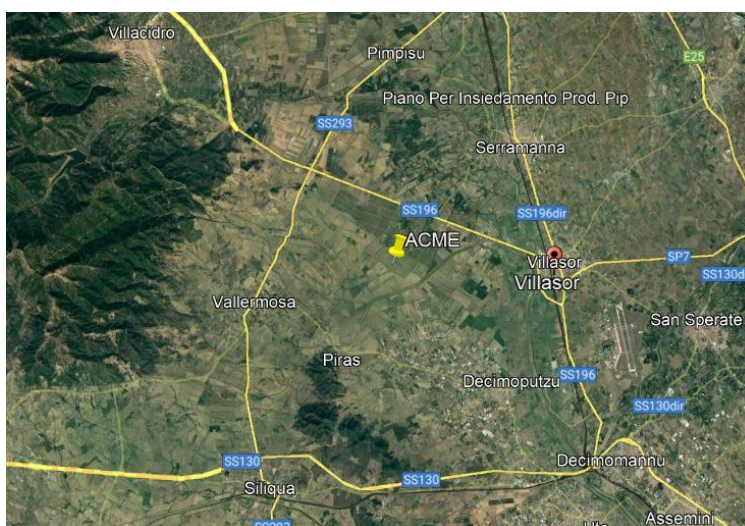 Villacidro
Pimpisu
E25
Piano Per Insiedamento Prod. Pip
SS293
Serramanna
SS196
SS196dir
ACME
Villasor
SP7
Villasor
SS130d
Vallermosa
San Sperate
Piras
Decimoputzu
SS196
SS130dir
SS130
Decimomannu
SS130
Siliqua
Assemini